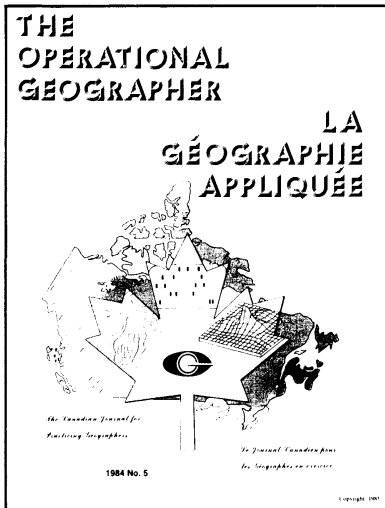 THE
OPERATIONAL
GEOGRAPHER
LA
GÉOGRAPHIE
APPLIQUÉE
The Canadian Journal for
Practicing Geographers
Le Journal Canadien pour
les Géographes en exercice
1984 No. 5
Copyright